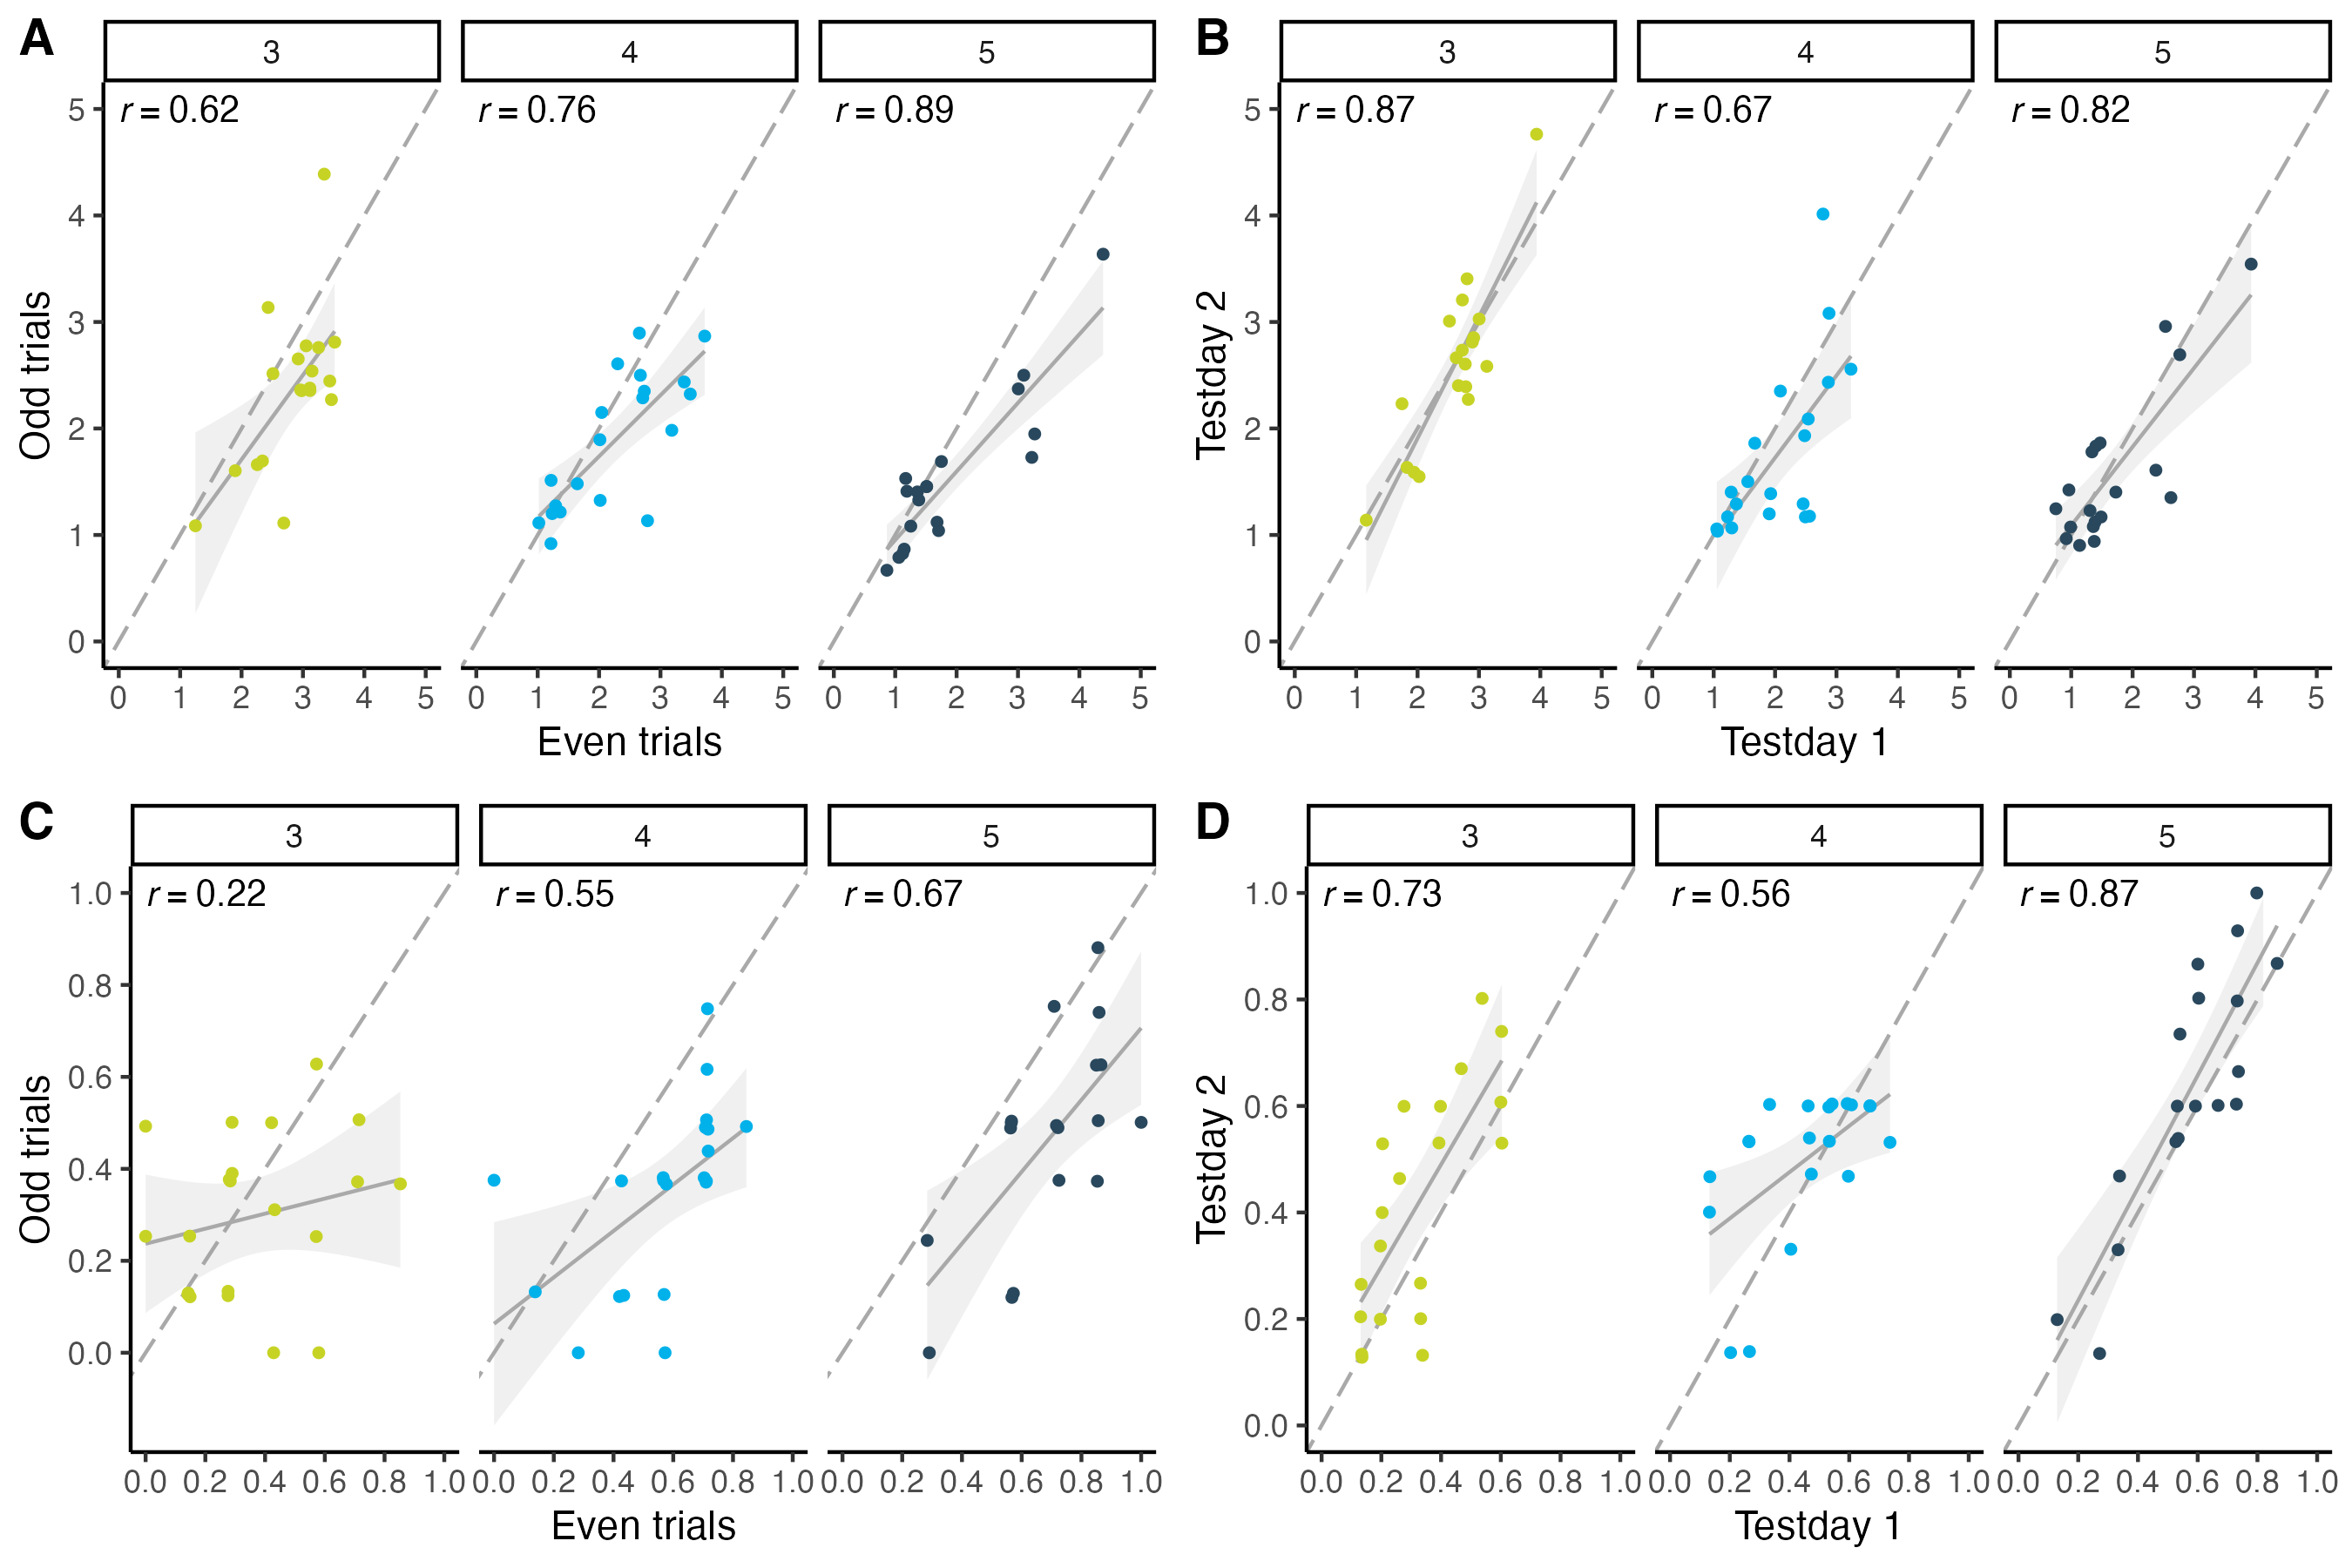 A
3 4 5
r = 0.62 r = 0.76 r = 0.89
5
4
3
2
1
0
Odd trials
0 1 2 3 4 5 0 1 2 3 4 5 0 1 2 3 4 5
Even trials
B
3 4 5
r = 0.87 r = 0.67 r = 0.82
5
4
3
2
1
0
Testday 2
0 1 2 3 4 5 0 1 2 3 4 5 0 1 2 3 4 5
Testday 1
C
3 4 5
r = 0.22 r = 0.55 r = 0.67
1.0
0.8
0.6
0.4
0.2
0.0
Odd trials
0.0 0.2 0.4 0.6 0.8 1.0 0.0 0.2 0.4 0.6 0.8 1.0 0.0 0.2 0.4 0.6 0.8 1.0
Even trials
D
3 4 5
r = 0.73 r = 0.56 r = 0.87
1.0
0.8
0.6
0.4
0.2
0.0
Testday 2
0.0 0.2 0.4 0.6 0.8 1.0 0.0 0.2 0.4 0.6 0.8 1.0 0.0 0.2 0.4 0.6 0.8 1.0
Testday 1